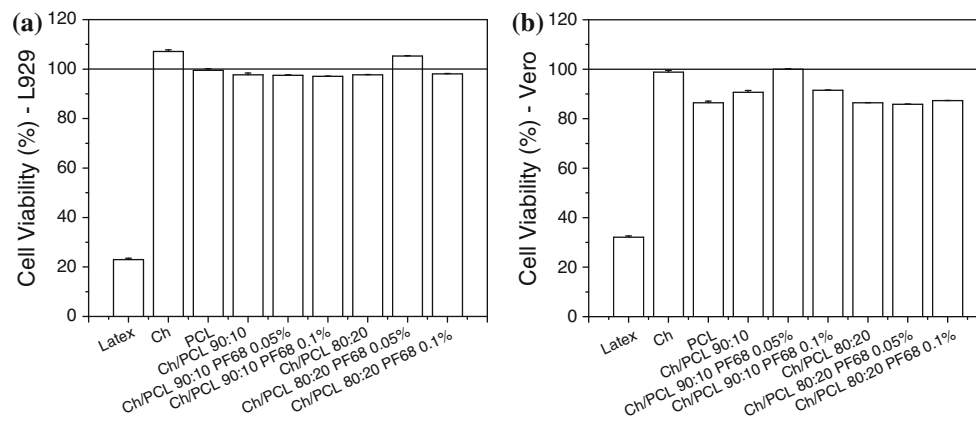 (a)
Cell Viability (%) - L929
120
100
80
60
40
20
0
Latex
Ch
PCL
Ch/PCL 90:10
Ch/PCL 90:10 PF68 0.05%
Ch/PCL 90:10 PF68 0.1%
Ch/PCL 80:20
Ch/PCL 80:20 PF68 0.05%
Ch/PCL 80:20 PF68 0.1%
(b)
Cell Viability (%) - Vero
120
100
80
60
40
20
0
Latex
Ch
PCL
Ch/PCL 90:10
Ch/PCL 90:10 PF68 0.05%
Ch/PCL 90:10 PF68 0.1%
Ch/PCL 80:20
Ch/PCL 80:20 PF68 0.05%
Ch/PCL 80:20 PF68 0.1%